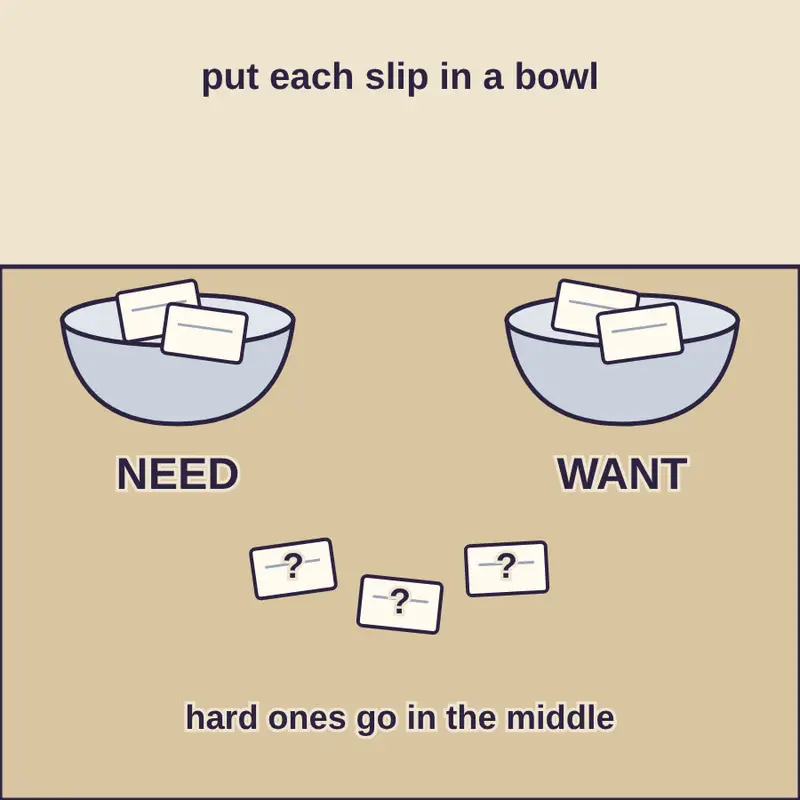 put each slip in a bowl
NEED
WANT
?
?
?
hard ones go in the middle